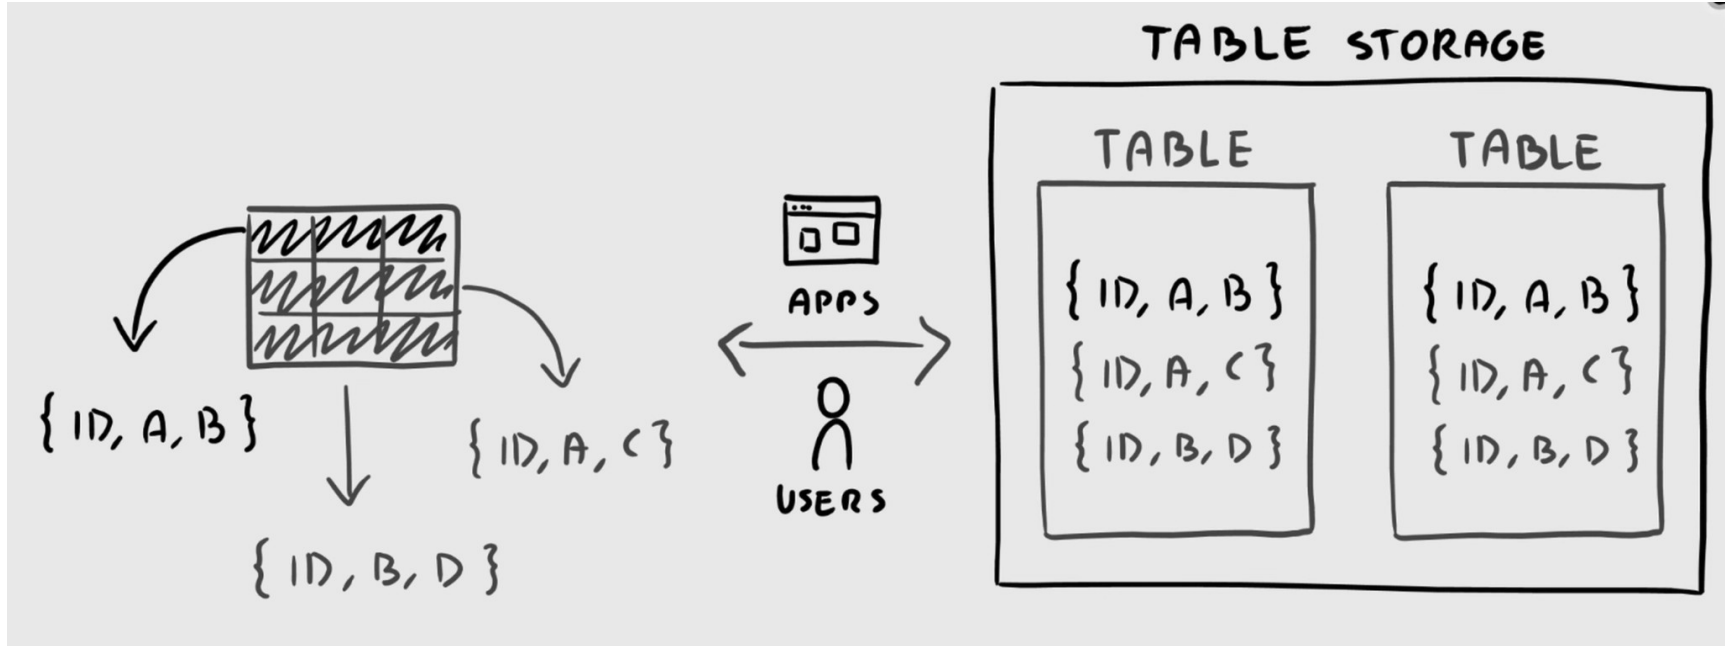 TABLE STORAGE
TABLE
TABLE
APPS
USERS
{ ID, A, B }
{ ID, A, C }
{ ID, B, D }
{ ID, A, B }
{ ID, A, C }
{ ID, B, D }
{ ID, A, B }
{ ID, A, C }
{ ID, B, D }